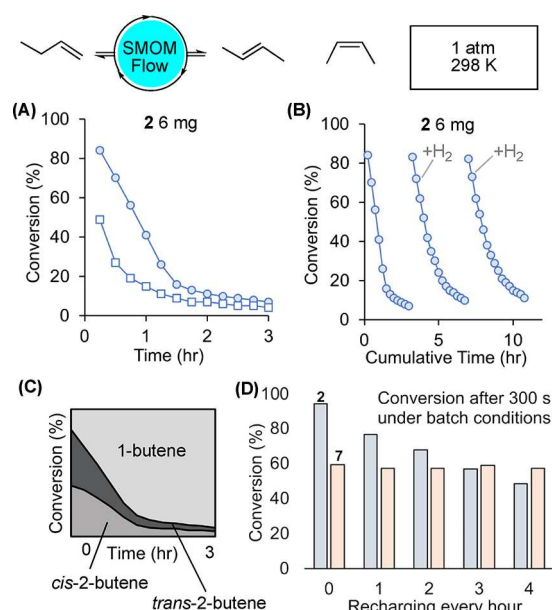 SMOM
Flow
1 atm
298 K
(A)
2 6 mg
Conversion (%)
100
80
60
40
20
0
0
1
2
3
Time (hr)
(B)
2 6 mg
+H2
+H2
Conversion (%)
100
80
60
40
20
0
0
5
10
Cumulative Time (hr)
(C)
Conversion (%)
1-butene
0 Time (hr) 3
cis-2-butene
trans-2-butene
(D)
Conversion after 300 s
under batch conditions
Conversion (%)
100
80
60
40
20
0
2
7
0
1
2
3
4
Recharging every hour